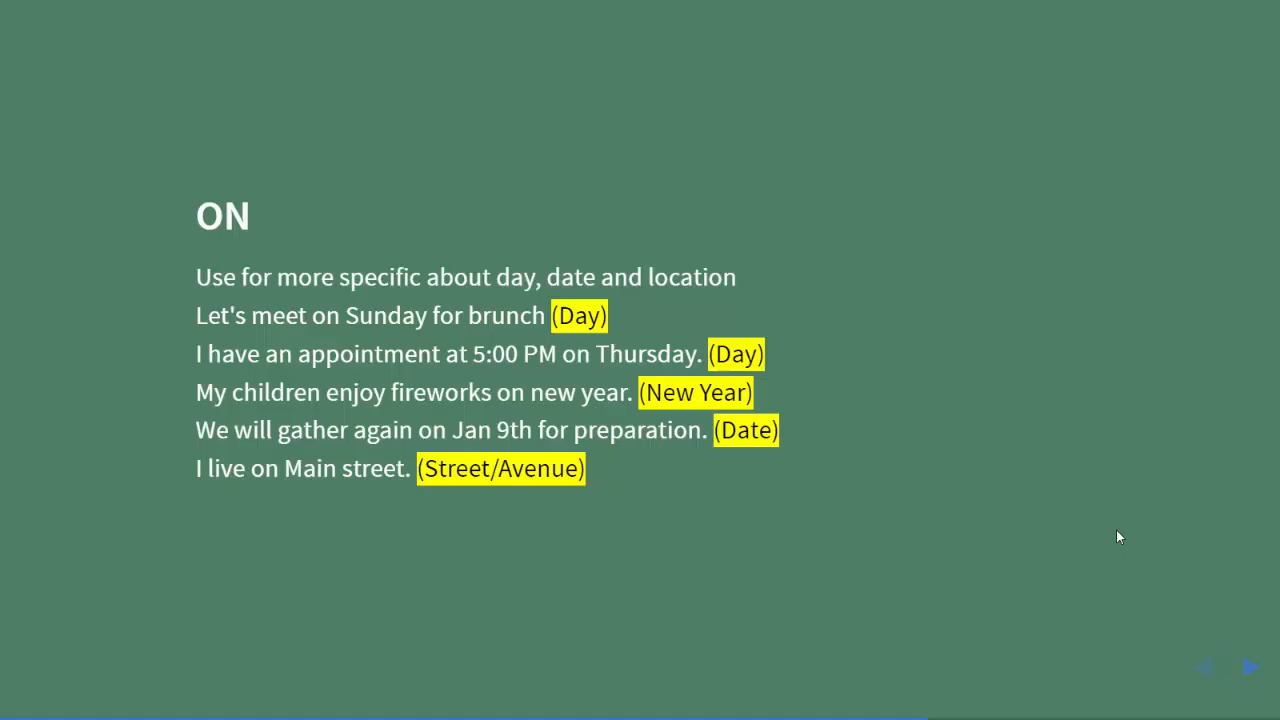 ON
Use for more specific about day, date and location
Let's meet on Sunday for brunch (Day)
I have an appointment at 5:00 PM on Thursday. (Day)
My children enjoy fireworks on new year. (New Year)
We will gather again on Jan 9th for preparation. (Date)
I live on Main street. (Street/Avenue)